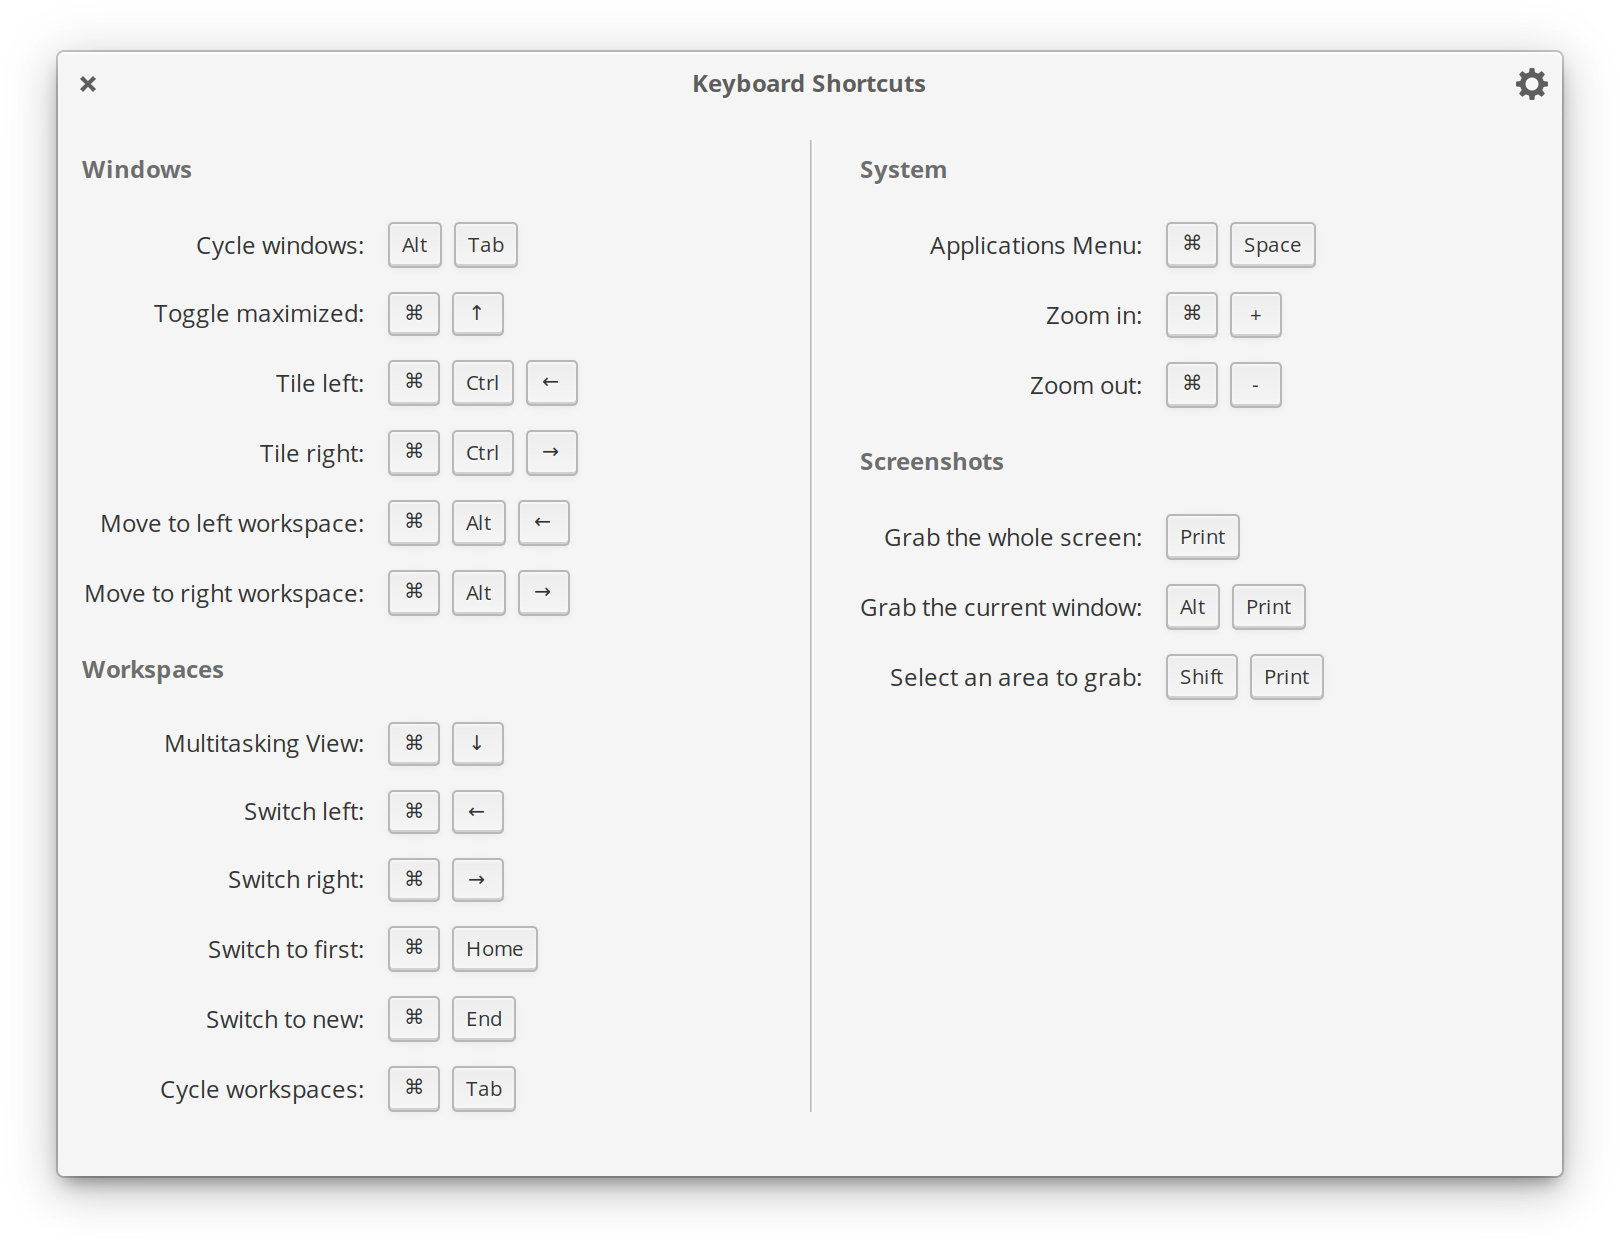 Keyboard Shortcuts
Windows
Cycle windows: Alt Tab
Toggle maximized: ⌘ ↑
Tile left: ⌘ Ctrl ←
Tile right: ⌘ Ctrl →
Move to left workspace: ⌘ Alt ←
Move to right workspace: ⌘ Alt →
Workspaces
Multitasking View: ⌘ ↓
Switch left: ⌘ ←
Switch right: ⌘ →
Switch to first: ⌘ Home
Switch to new: ⌘ End
Cycle workspaces: ⌘ Tab
System
Applications Menu: ⌘ Space
Zoom in: ⌘ +
Zoom out: ⌘ -
Screenshots
Grab the whole screen: Print
Grab the current window: Alt Print
Select an area to grab: Shift Print